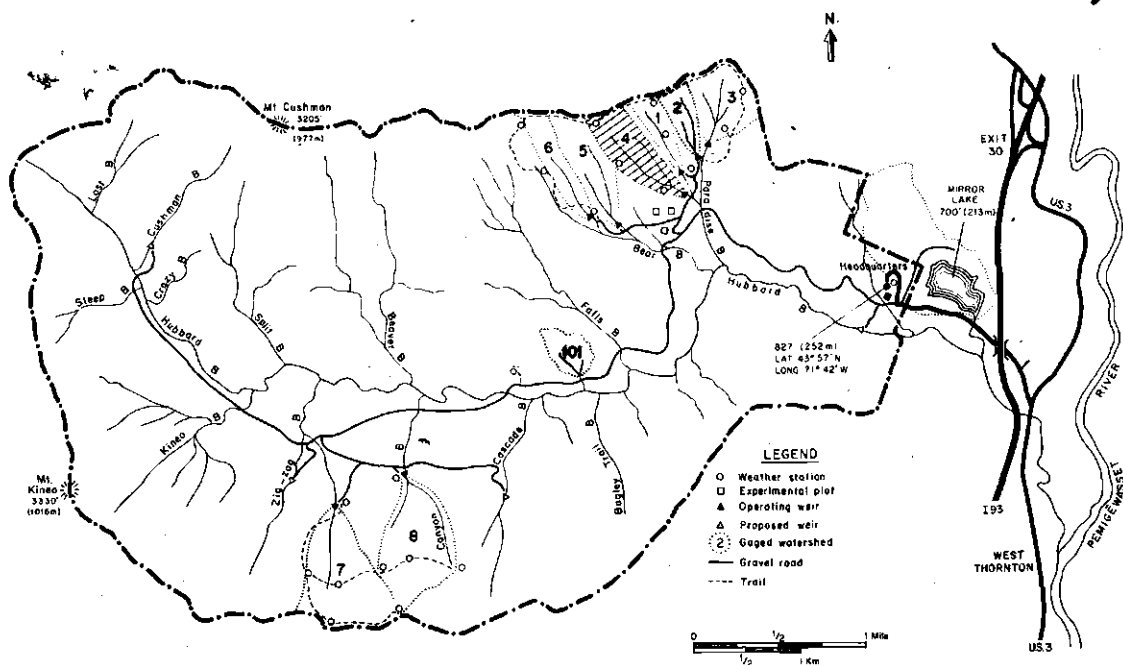 N.
Mt Cushman
3205'
(977m)
1
2
3
4
5
6
EXIT
30
MIRROR
LAKE
700' (213m)
US.3
Lost B
Cushman B
Paradise B
Bear B
Headquarters
Steep B
Crazy B
Hubbard B
Hubbard B
Split B
Beaver B
Falls B
101
827 (252m)
LAT 43° 57' N
LONG 71° 42' W
RIVER
Kineo B
Zig-zag B
B
Cascade B
Bagley Trail B
Mt.
Kineo
3330'
(1015m)
Canyon
7
8
LEGEND
Weather station
Experimental plot
Operating weir
Proposed weir
2 Gaged watershed
Gravel road
Trail
I 93
PEMIGEWASSET
WEST
THORNTON
0 1/2 1 Mile
1/2 1 Km
US.3